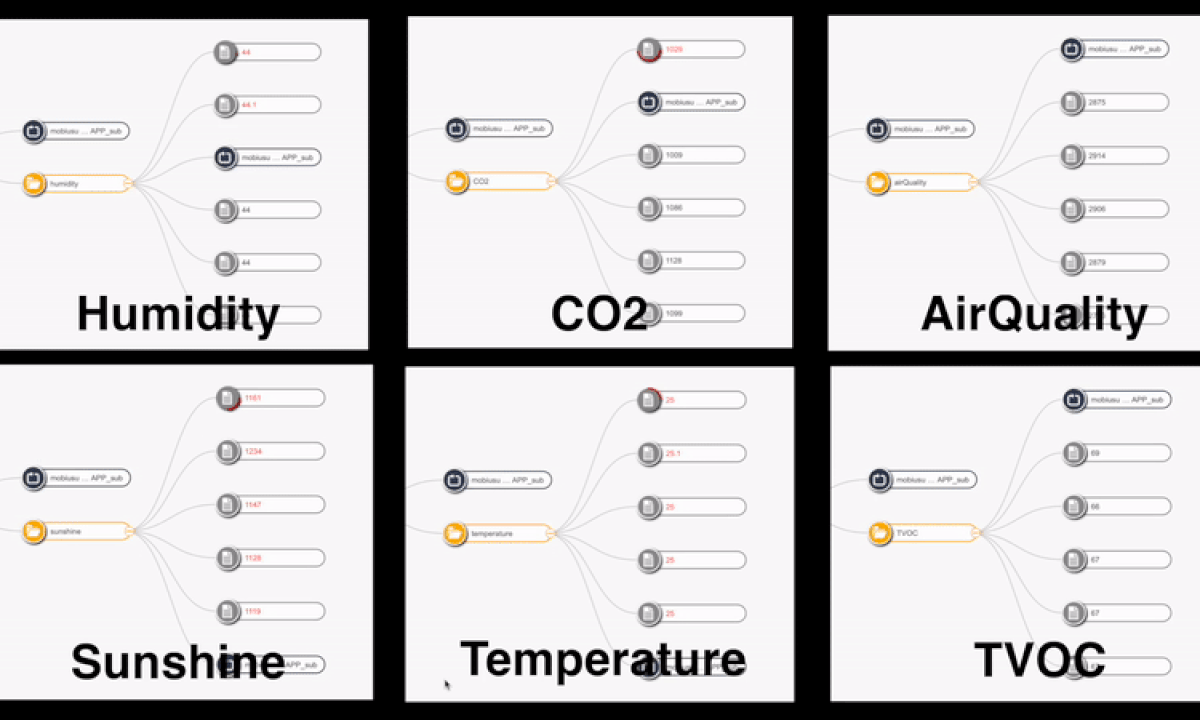 44
44.1
mobiusu ... APP_sub
mobiusu ... APP_sub
humidity
44
44
Humidity
1029
mobiusu ... APP_sub
mobiusu ... APP_sub
1009
CO2
1086
1128
1099
CO2
mobiusu ... APP_sub
2875
mobiusu ... APP_sub
2914
airQuality
2906
2879
AirQuality
1161
1234
mobiusu ... APP_sub
1147
sunshine
1128
1119
APP_sub
Sunshine
25
25.1
mobiusu ... APP_sub
25
temperature
25
25
Temperature
mobiusu ... APP_sub
69
mobiusu ... APP_sub
66
TVOC
67
67
TVOC